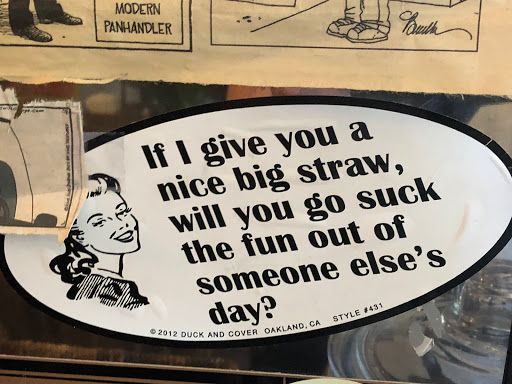 MODERN
PANHANDLER
If I give you a
nice big straw,
will you go suck
the fun out of
someone else's
day?
© 2012 DUCK AND COVER OAKLAND, CA STYLE #431